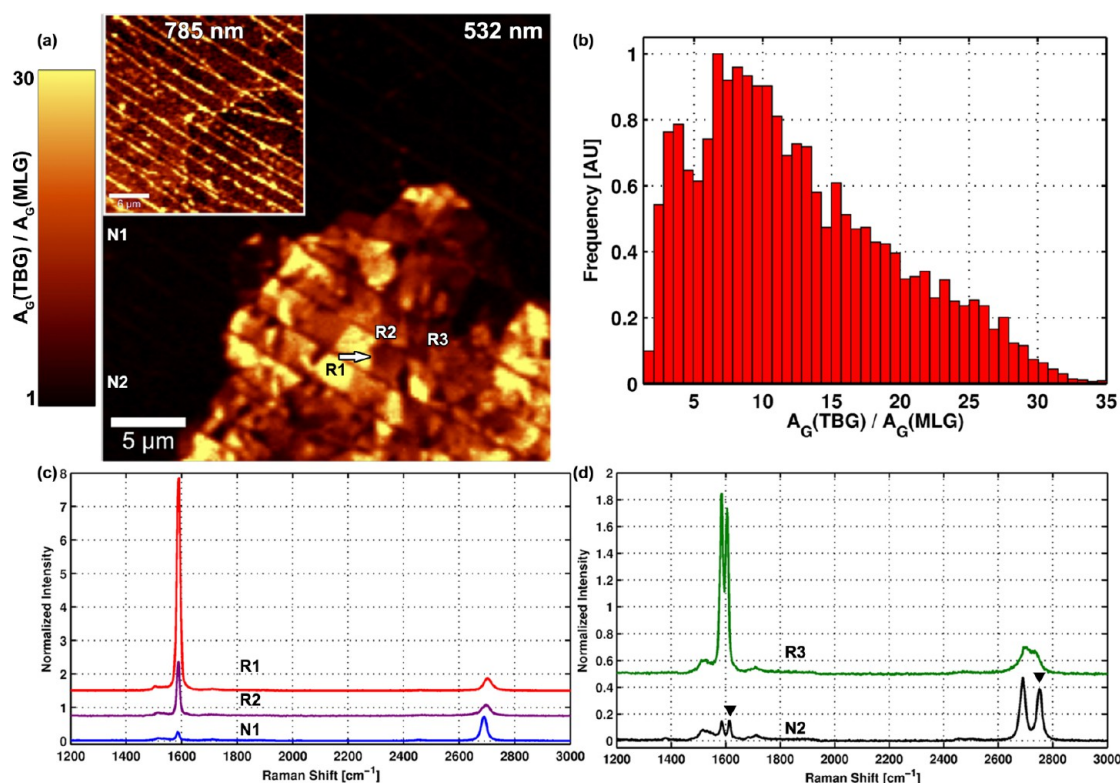 (a)
785 nm
532 nm
30
A_G(TBG) / A_G(MLG)
1
6 µm
N1
N2
R1
R2
R3
5 µm
(b)
Frequency [AU]
1
0.8
0.6
0.4
0.2
0
5 10 15 20 25 30 35
A_G(TBG) / A_G(MLG)
(c)
Normalized Intensity
8
7
6
5
4
3
2
1
0
R1
R2
N1
1200 1400 1600 1800 2000 2200 2400 2600 2800 3000
Raman Shift [cm⁻¹]
(d)
Normalized Intensity
2
1.8
1.6
1.4
1.2
1
0.8
0.6
0.4
0.2
0
R3
N2
1200 1400 1600 1800 2000 2200 2400 2600 2800 3000
Raman Shift [cm⁻¹]